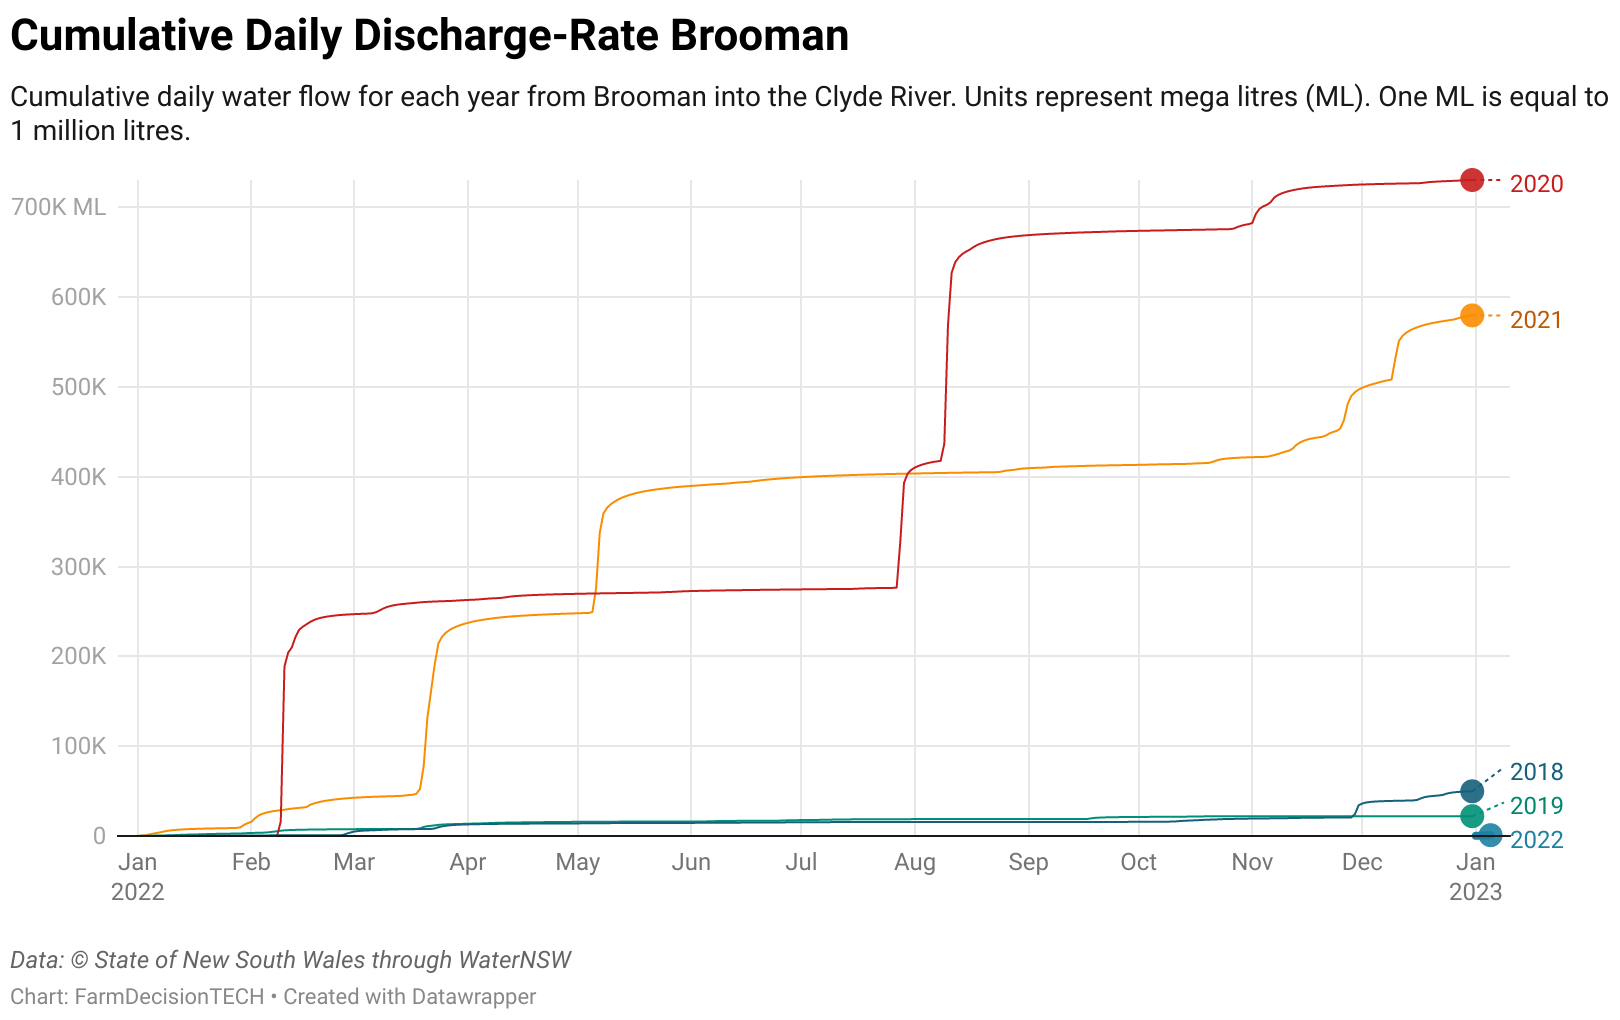 Cumulative Daily Discharge-Rate Brooman
Cumulative daily water flow for each year from Brooman into the Clyde River. Units represent mega litres (ML). One ML is equal to
1 million litres.
700K ML
600K
500K
400K
300K
200K
100K
0
2020
2021
2018
2019
2022
Jan Feb Mar Apr May Jun Jul Aug Sep Oct Nov Dec Jan
2022 2023
Data: © State of New South Wales through WaterNSW
Chart: FarmDecisionTECH • Created with Datawrapper